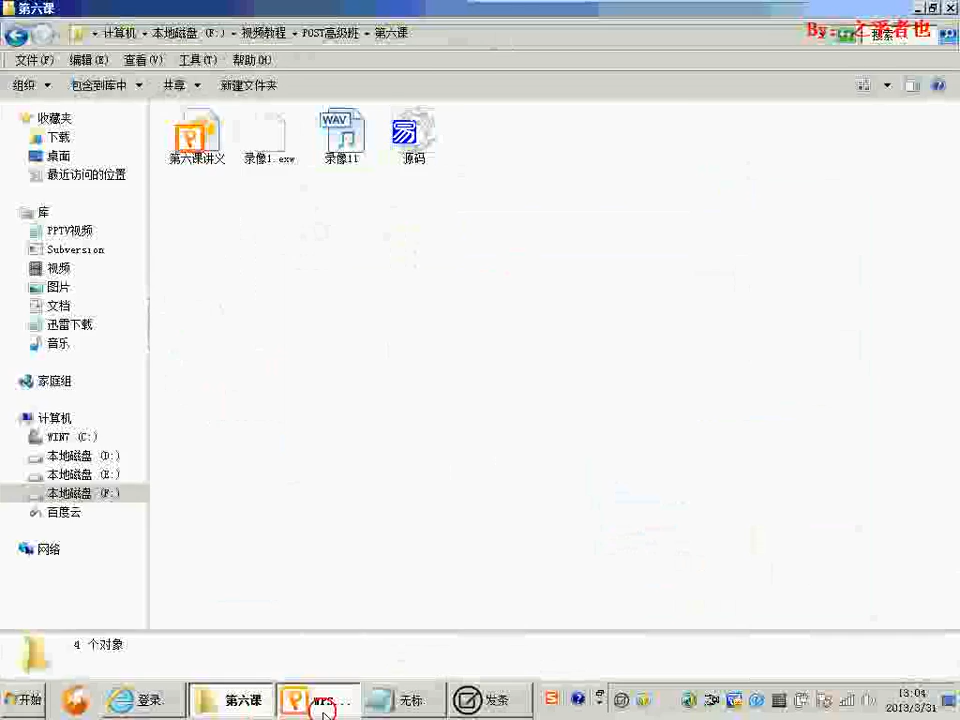 第六课
计算机 本地磁盘 (F:) 视频教程 POST高级班 第六课
By: 之乎者也
文件(F) 编辑(E) 查看(V) 工具(T) 帮助(H)
组织 包含到库中 共享 新建文件夹
收藏夹
下载
桌面
最近访问的位置
库
PPTV视频
Subversion
视频
图片
文档
迅雷下载
音乐
家庭组
计算机
WIN7 (C:)
本地磁盘 (D:)
本地磁盘 (E:)
本地磁盘 (F:)
百度云
网络
WAV
第六课讲义 录像1.exw 录像11 源码
4 个对象
开始 登录. 第六课 WPS... 无标. 发条
13:04
2013/3/31